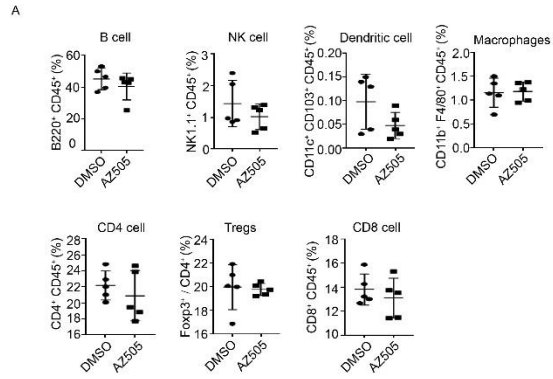 A
B cell
B220⁺ CD45⁺ (%)
60
40
20
0
DMSO
AZ505
NK cell
NK1.1⁺ CD45⁺ (%)
3
2
1
0
DMSO
AZ505
Dendritic cell
CD11c⁺ CD103⁺ CD45⁺ (%)
0.20
0.15
0.10
0.05
0.00
DMSO
AZ505
Macrophages
CD11b⁺ F4/80⁺ CD45⁺ (%)
2.0
1.5
1.0
0.5
0.0
DMSO
AZ505
CD4 cell
CD4⁺ CD45⁺ (%)
28
26
24
22
20
18
16
DMSO
AZ505
Tregs
Foxp3⁺ / CD4⁺ (%)
24
22
20
18
16
DMSO
AZ505
CD8 cell
CD8⁺ CD45⁺ (%)
18
16
14
12
10
DMSO
AZ505